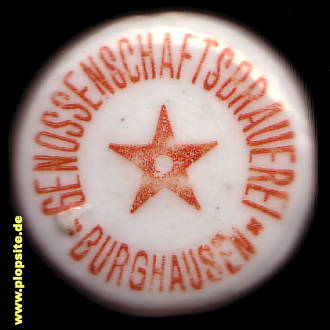 GENOSSENSCHAFTSBRAUEREI
* BURGHAUSEN *
www.plopsite.de